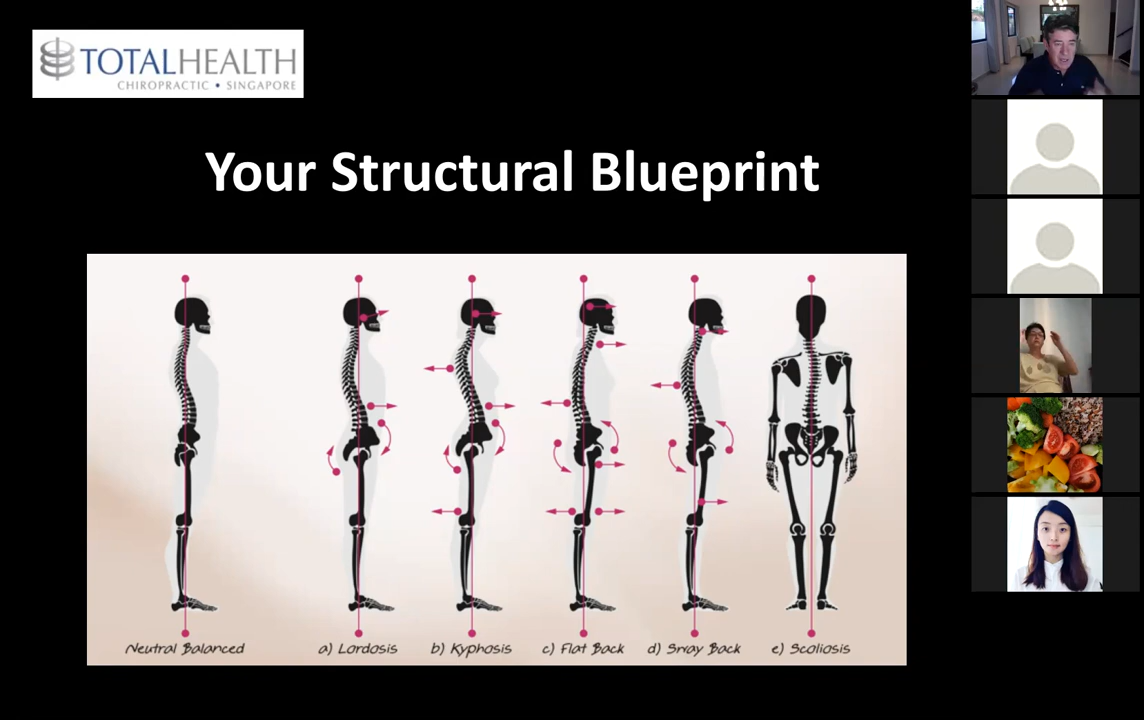 TOTALHEALTH
CHIROPRACTIC • SINGAPORE
Your Structural Blueprint
Neutral Balanced
a) Lordosis
b) Kyphosis
c) Flat Back
d) Sway Back
e) Scoliosis